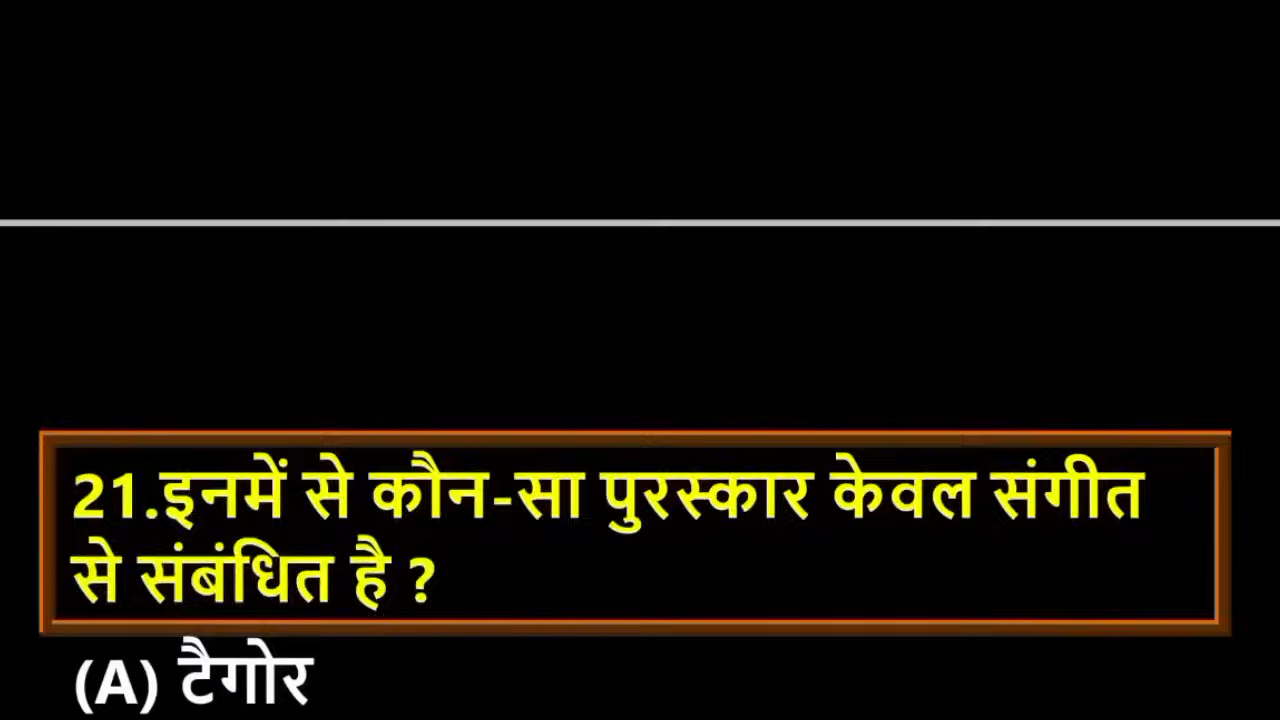 21.इनमें से कौन-सा पुरस्कार केवल संगीत
से संबंधित है ?
(A) टैगोर